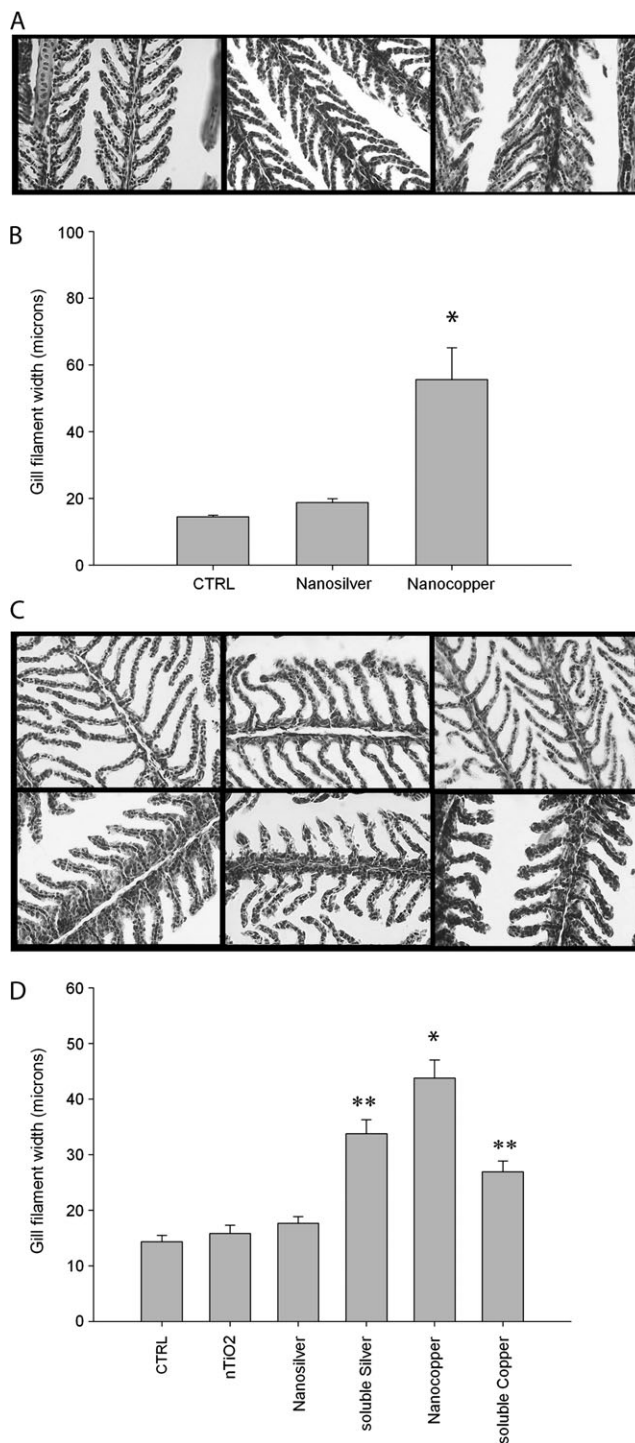 A
B
Gill filament width (microns)
100
80
60
40
20
0
*
CTRL Nanosilver Nanocopper
C
D
Gill filament width (microns)
60
50
40
30
20
10
0
** * **
CTRL
nTiO2
Nanosilver
soluble Silver
Nanocopper
soluble Copper